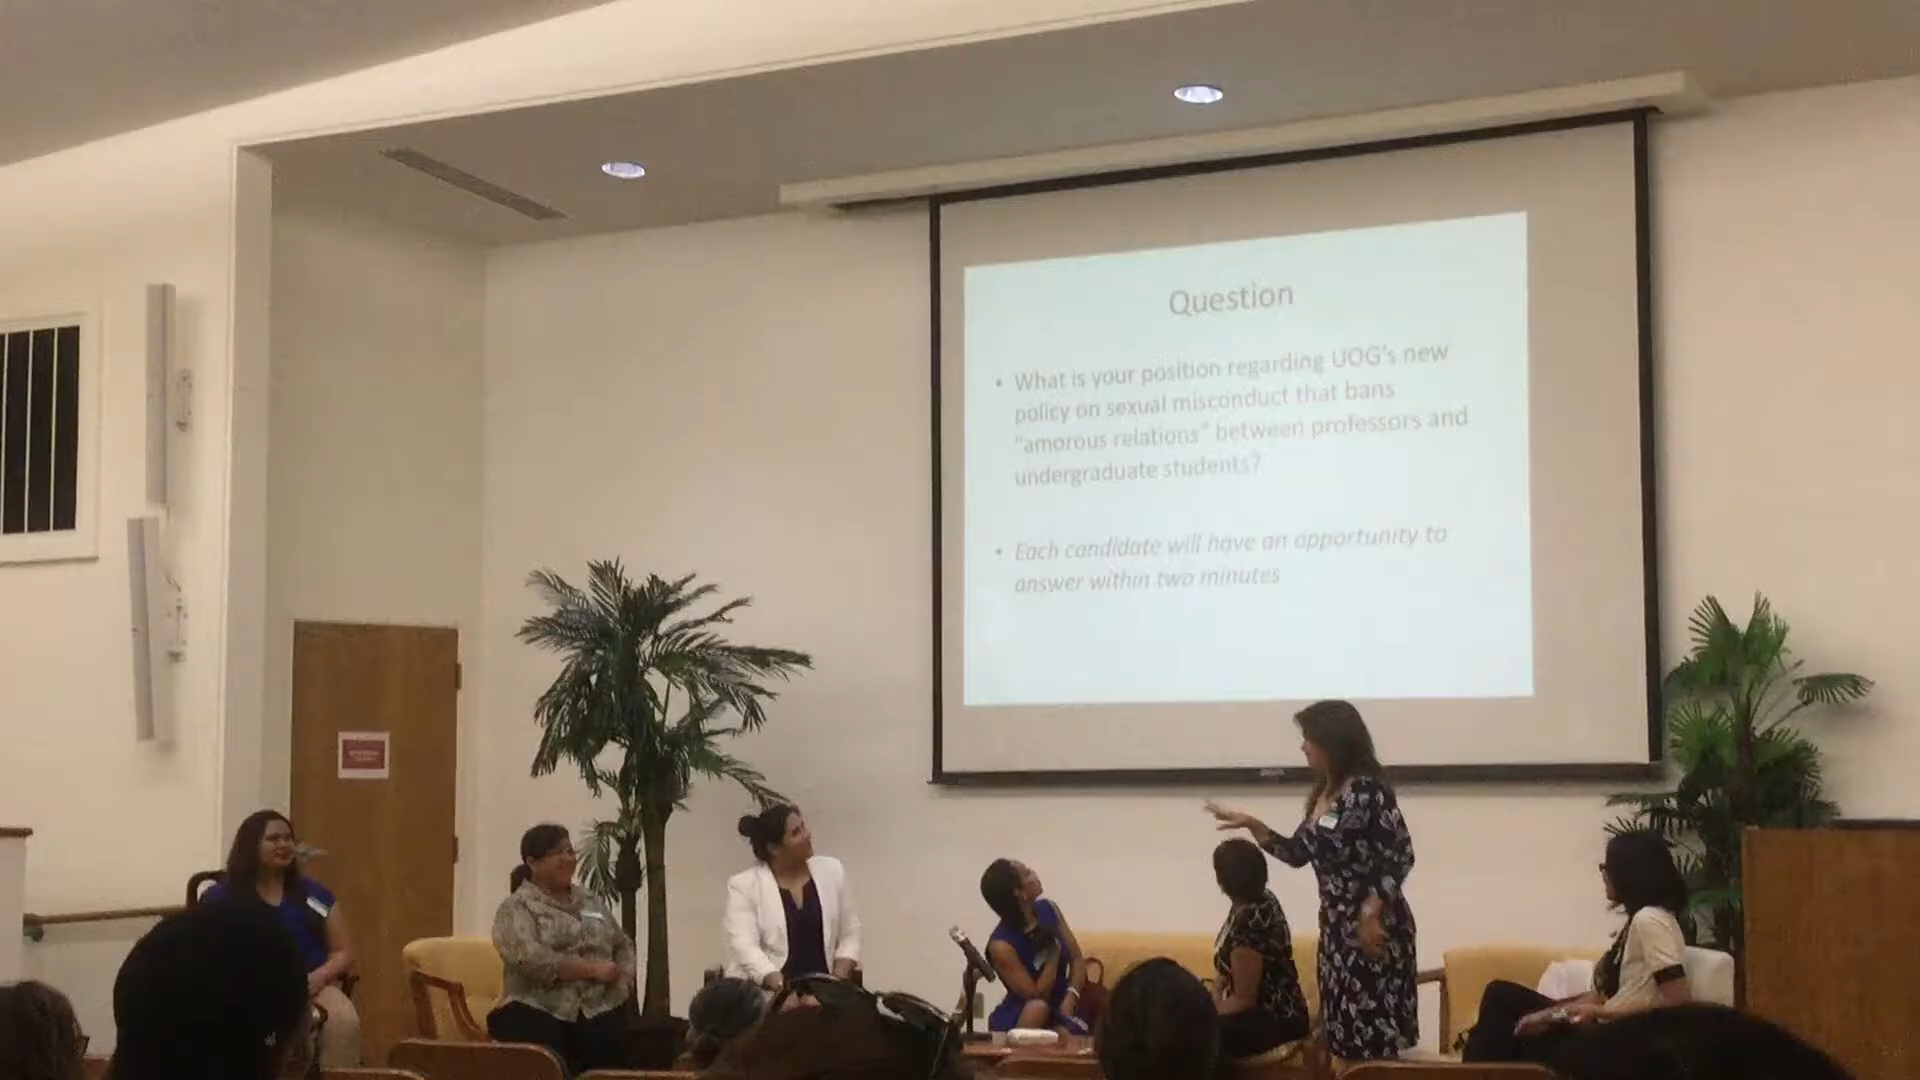 Question
• What is your position regarding UOG's new
policy on sexual misconduct that bans
"amorous relations" between professors and
undergraduate students?
• Each candidate will have an opportunity to
answer within two minutes